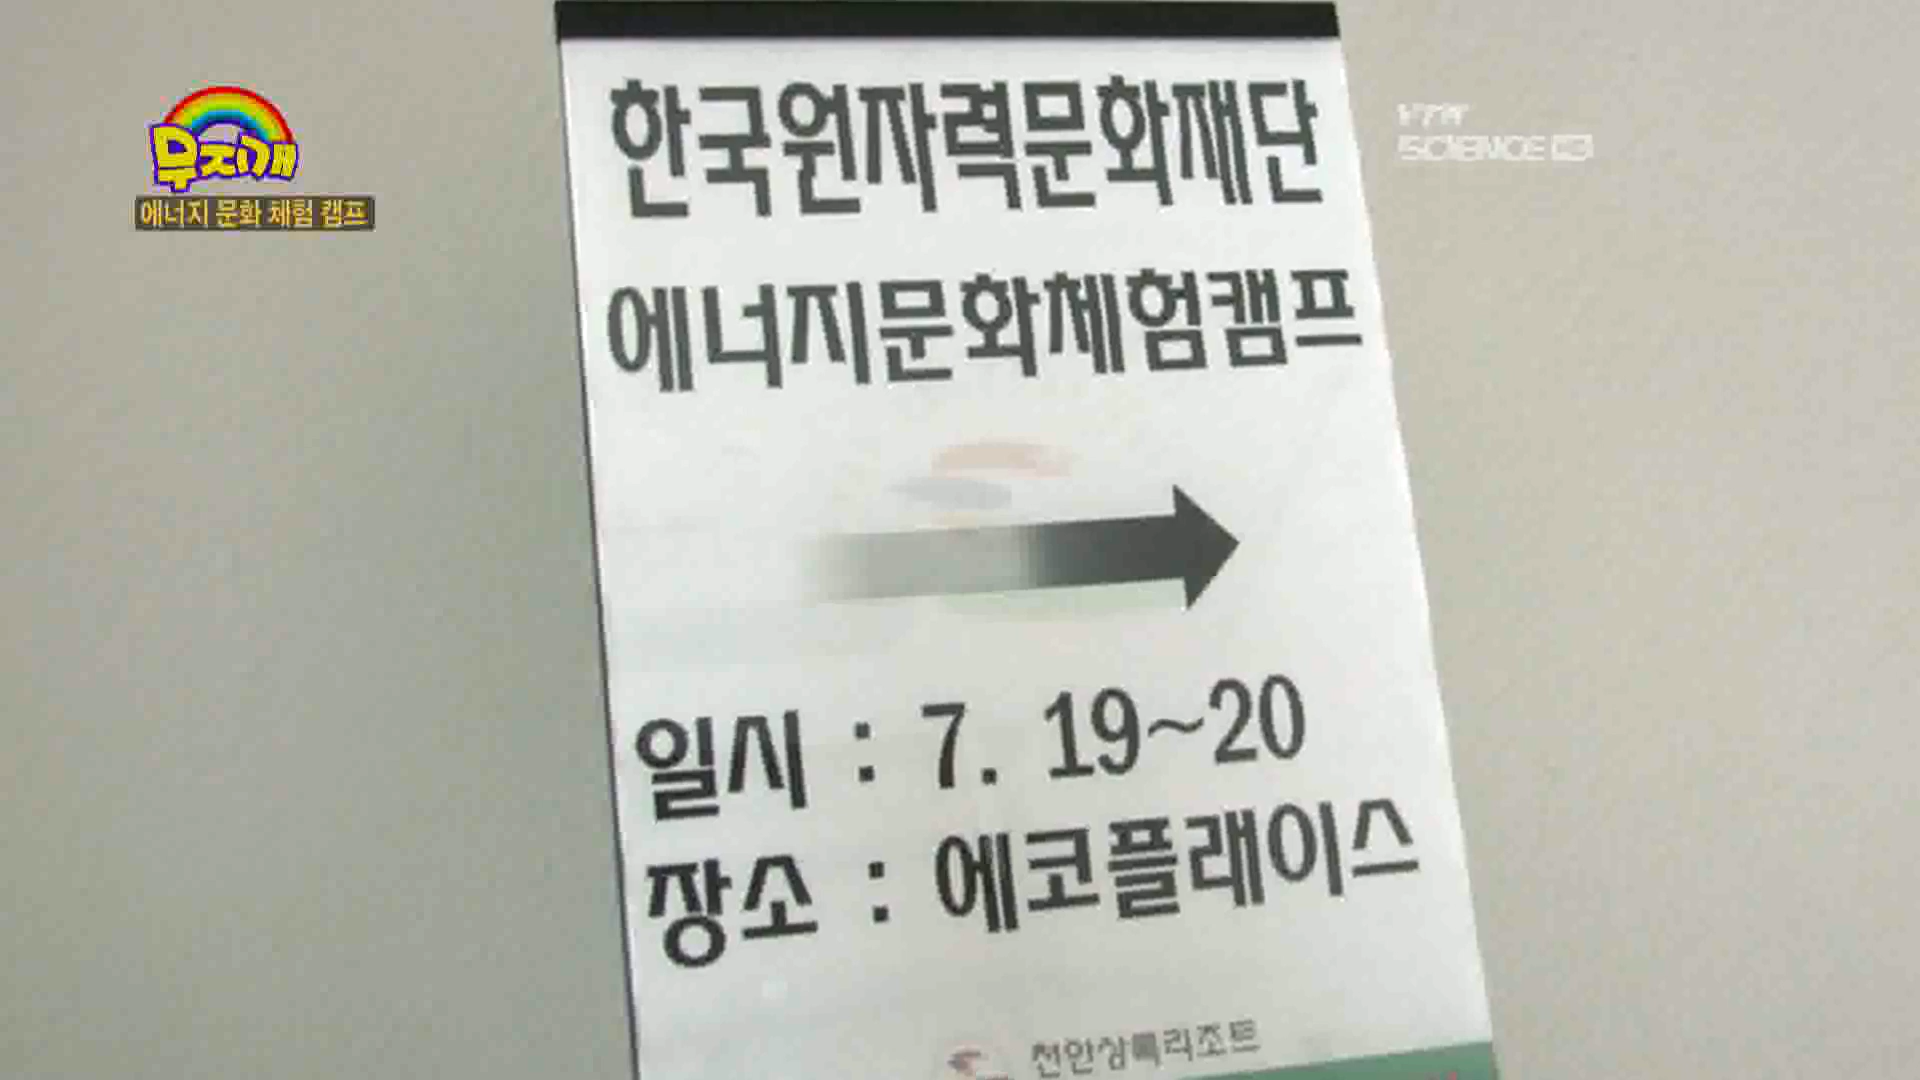 무지개
에너지 문화 체험 캠프
YTN
SCIENCE HD
한국원자력문화재단
에너지문화체험캠프
일시 : 7. 19~20
장소 : 에코플레이스
천안상록리조트